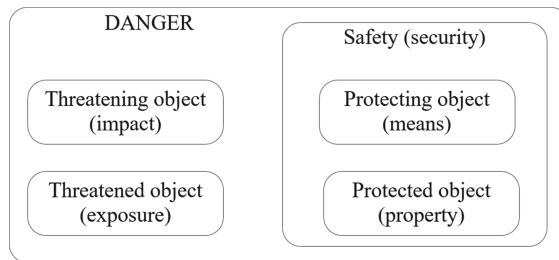 DANGER
Threatening object
(impact)
Threatened object
(exposure)
Safety (security)
Protecting object
(means)
Protected object
(property)